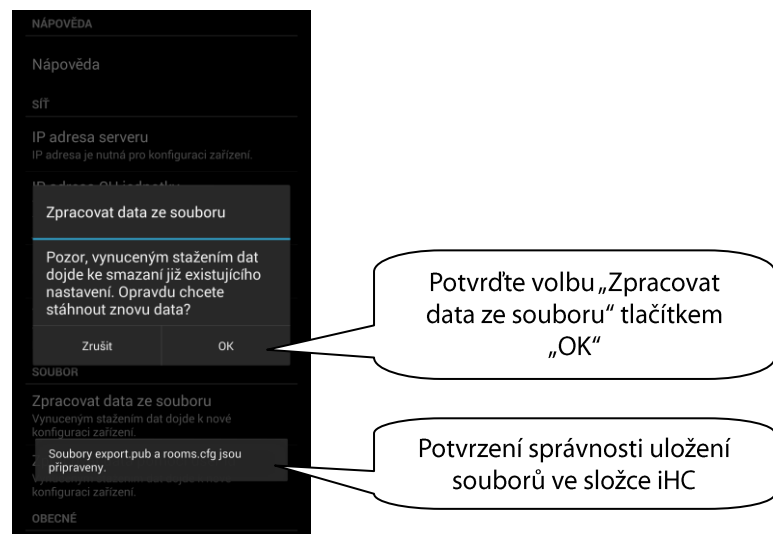 NÁPOVĚDA
Nápověda
SÍŤ
IP adresa serveru
IP adresa je nutná pro konfiguraci zařízení.
Zpracovat data ze souboru
Pozor, vynuceným stažením dat
dojde ke smazaní již existujícího
nastavení. Opravdu chcete
stáhnout znovu data?
Zrušit
OK
SOUBOR
Zpracovat data ze souboru
Vynuceným stažením dat dojde k nové
konfiguraci zařízení.
Soubory export.pub a rooms.cfg jsou
připraveny.
konfiguraci zařízení.
OBECNÉ
Potvrďte volbu „Zpracovat
data ze souboru“ tlačítkem
„OK“
Potvrzení správnosti uložení
souborů ve složce iHC